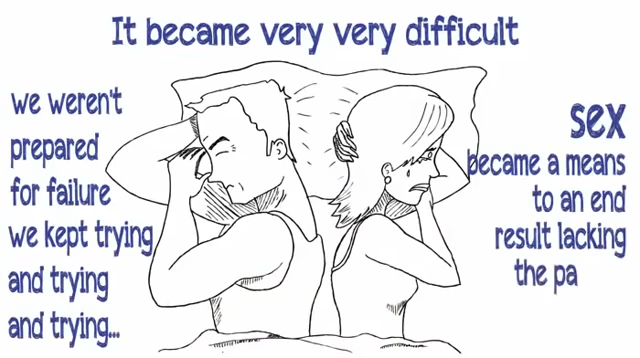 It became very very difficult
we weren't
prepared
for failure
we kept trying
and trying
and trying...
sex
became a means
to an end
result lacking
the pa